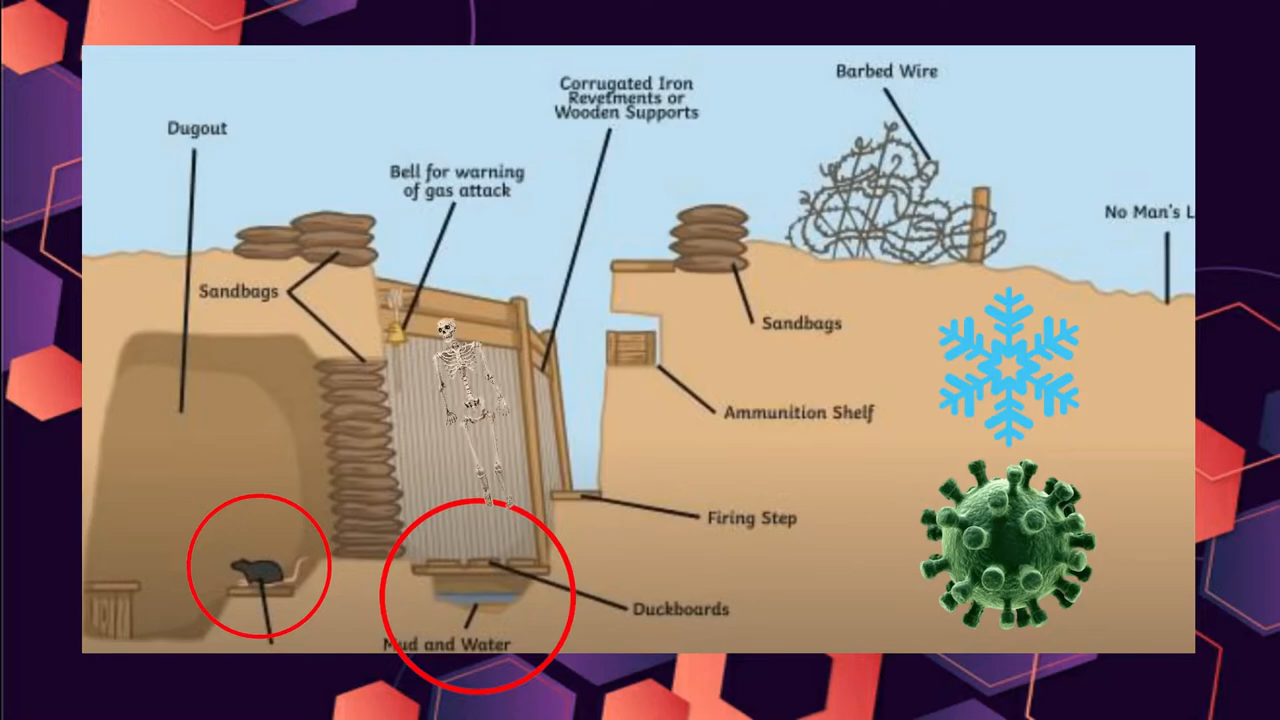 Barbed Wire
Corrugated Iron
Revetments or
Wooden Supports
Dugout
Bell for warning
of gas attack
No Man's L
Sandbags
Sandbags
Ammunition Shelf
Firing Step
Duckboards
Mud and Water